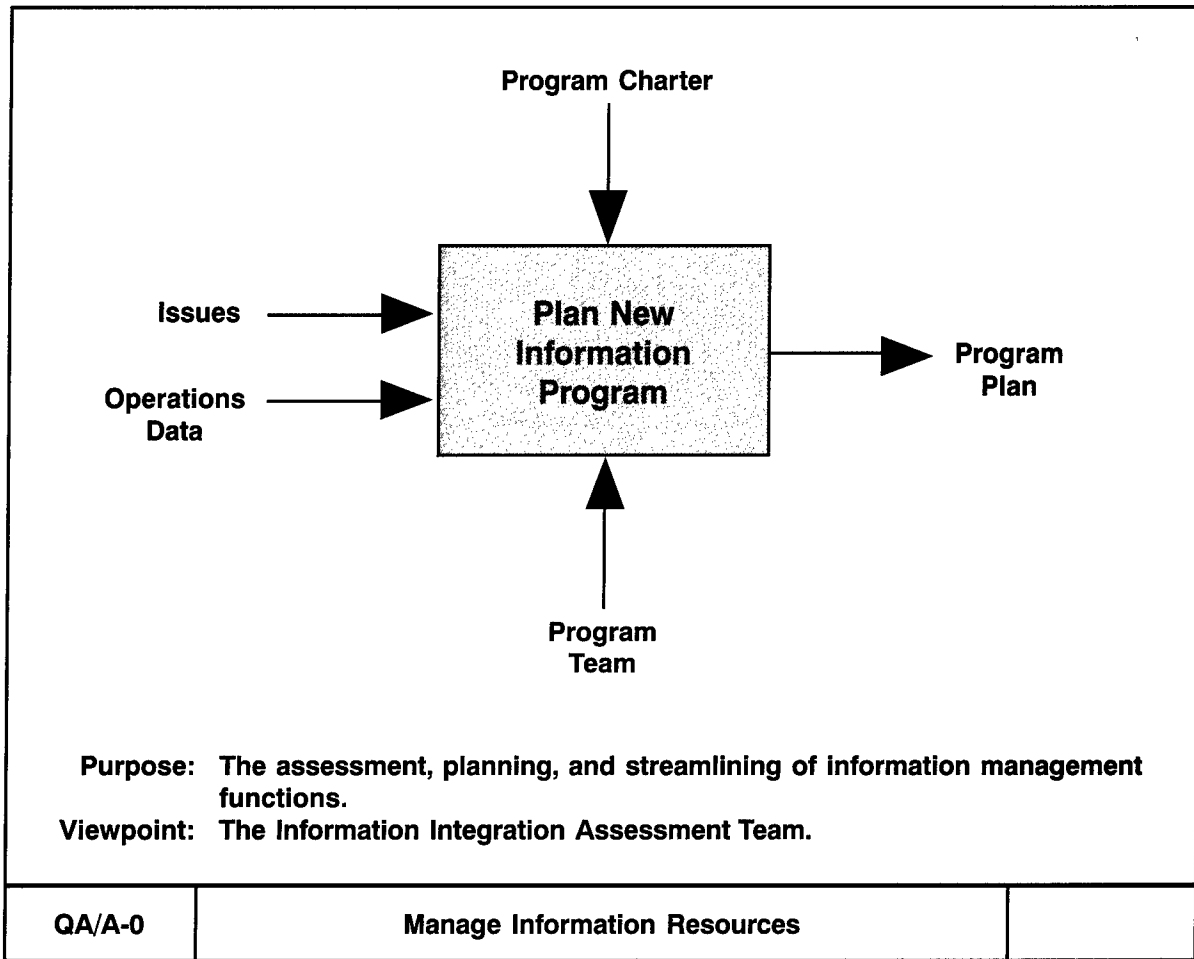 Program Charter
Issues
Operations
Data
Plan New
Information
Program
Program
Plan
Program
Team
Purpose: The assessment, planning, and streamlining of information management
functions.
Viewpoint: The Information Integration Assessment Team.
QA/A-0
Manage Information Resources